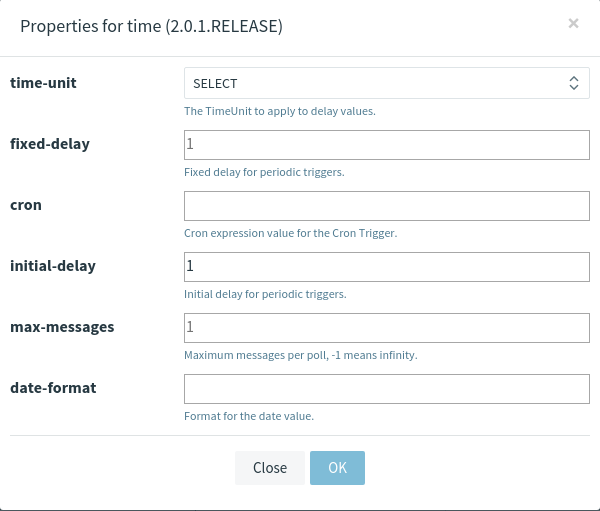 Properties for time (2.0.1.RELEASE)
×
time-unit
SELECT
The TimeUnit to apply to delay values.
fixed-delay
1
Fixed delay for periodic triggers.
cron
Cron expression value for the Cron Trigger.
initial-delay
1
Initial delay for periodic triggers.
max-messages
1
Maximum messages per poll, -1 means infinity.
date-format
Format for the date value.
Close OK